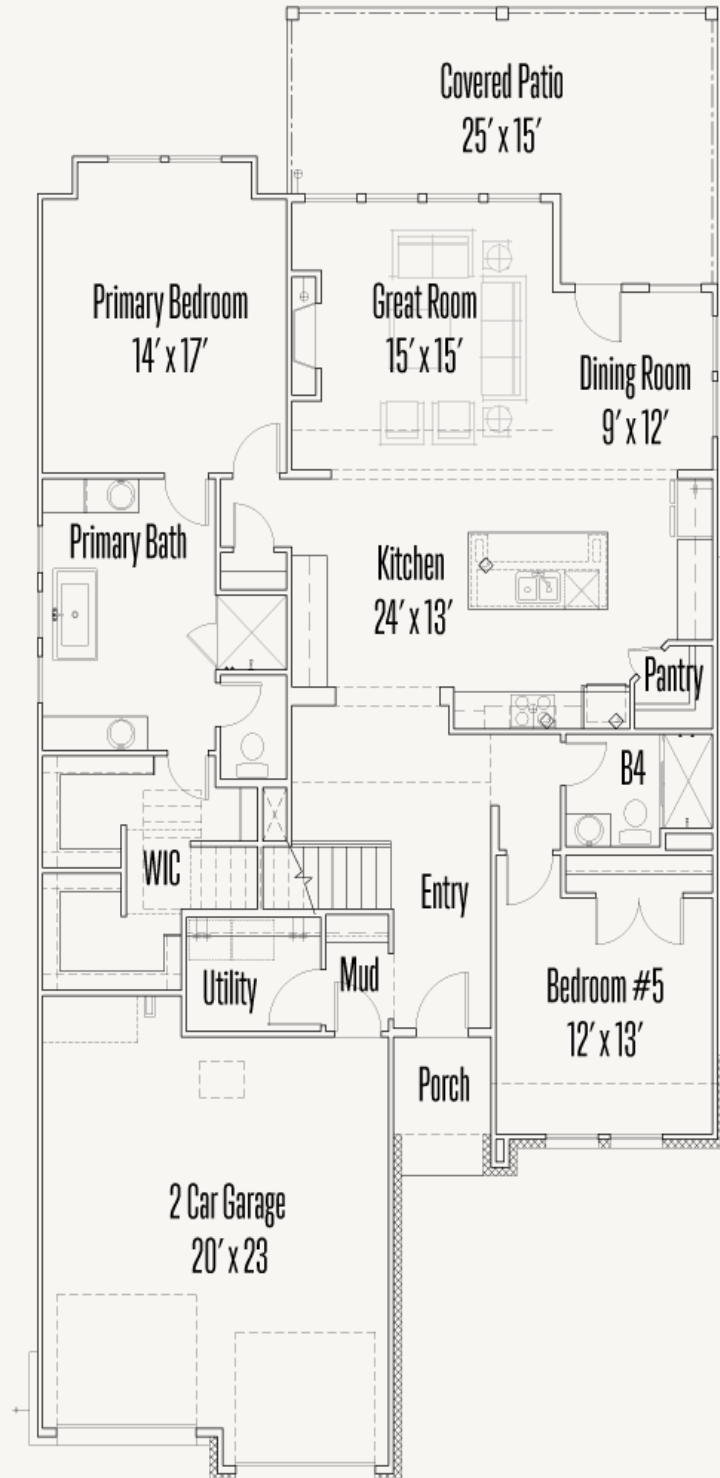 Covered Patio
25' x 15'
Primary Bedroom
14' x 17'
Great Room
15' x 15'
Dining Room
9' x 12'
Primary Bath
Kitchen
24' x 13'
Pantry
B4
WIC
Entry
Utility
Mud
Bedroom #5
12' x 13'
Porch
2 Car Garage
20' x 23